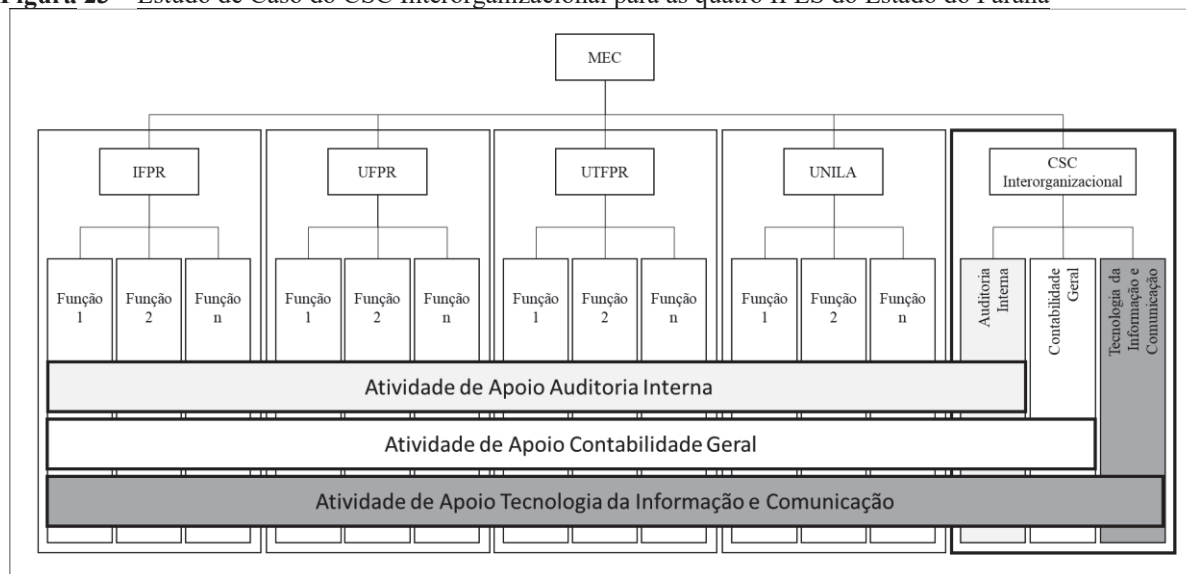 Figura 23 – Estudo de Caso do CSC Interorganizacional para as quatro IFES do Estado do Paraná
MEC
IFPR
UFPR
UTFPR
UNILA
CSC
Interorganizacional
Função
1
Função
2
Função
n
Função
1
Função
2
Função
n
Função
1
Função
2
Função
n
Função
1
Função
2
Função
n
Auditoria
Interna
Contabilidade
Geral
Tecnologia da
Informação e
Comunicação
Atividade de Apoio Auditoria Interna
Atividade de Apoio Contabilidade Geral
Atividade de Apoio Tecnologia da Informação e Comunicação